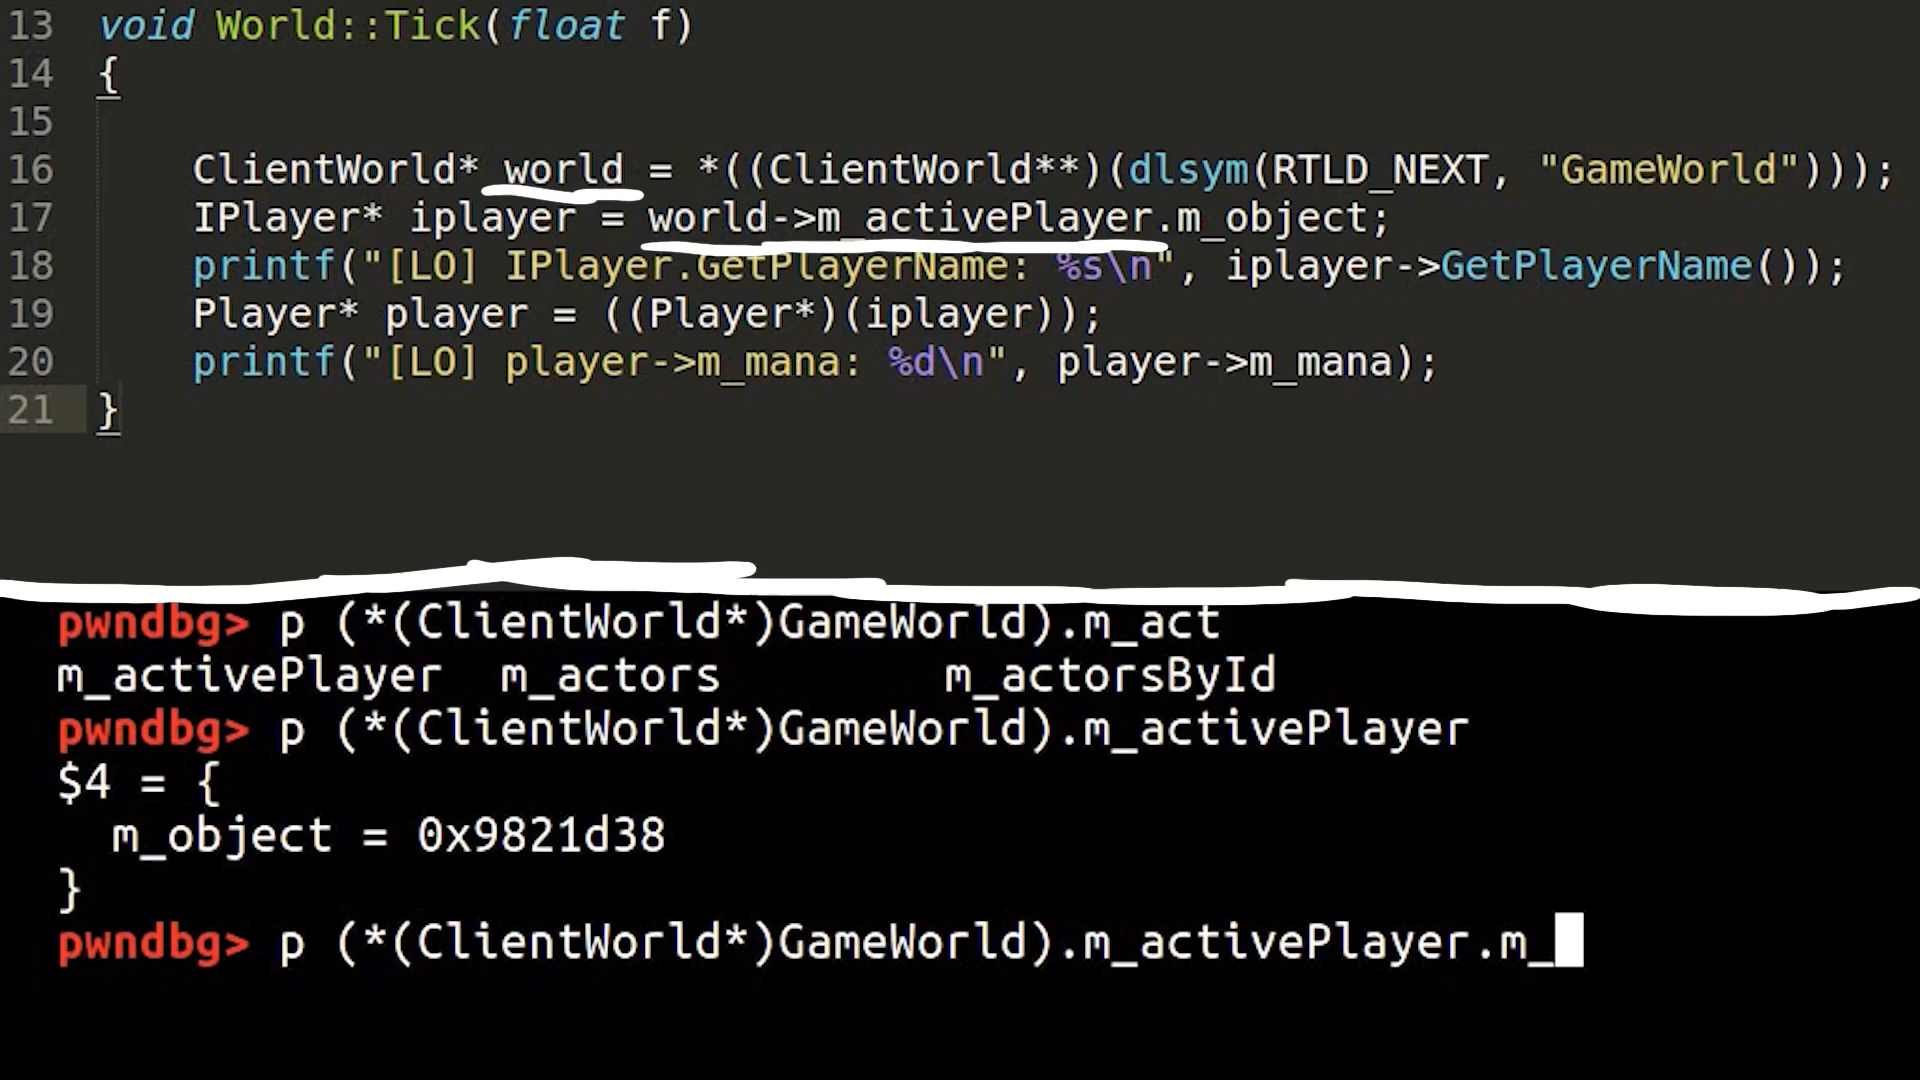 13 void World::Tick(float f)
14 {
15
16 ClientWorld* world = *((ClientWorld**)(dlsym(RTLD_NEXT, "GameWorld")));
17 IPlayer* iplayer = world->m_activePlayer.m_object;
18 printf("[LO] IPlayer.GetPlayerName: %s\n", iplayer->GetPlayerName());
19 Player* player = ((Player*)(iplayer));
20 printf("[LO] player->m_mana: %d\n", player->m_mana);
21 }
pwndbg> p (*(ClientWorld*)GameWorld).m_act
m_activePlayer m_actors m_actorsById
pwndbg> p (*(ClientWorld*)GameWorld).m_activePlayer
$4 = {
m_object = 0x9821d38
}
pwndbg> p (*(ClientWorld*)GameWorld).m_activePlayer.m_